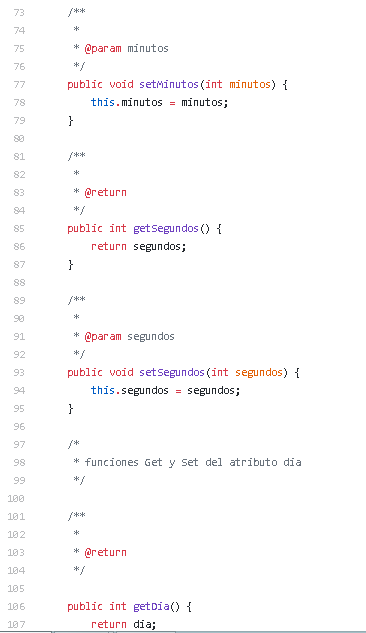 73 /**
74 *
75 * @param minutos
76 */
77 public void setMinutos(int minutos) {
78 this.minutos = minutos;
79 }
80
81 /**
82 *
83 * @return
84 */
85 public int getSegundos() {
86 return segundos;
87 }
88
89 /**
90 *
91 * @param segundos
92 */
93 public void setSegundos(int segundos) {
94 this.segundos = segundos;
95 }
96
97 /*
98 * funciones Get y Set del atributo dia
99 */
100
101 /**
102 *
103 * @return
104 */
105
106 public int getDia() {
107 return dia;